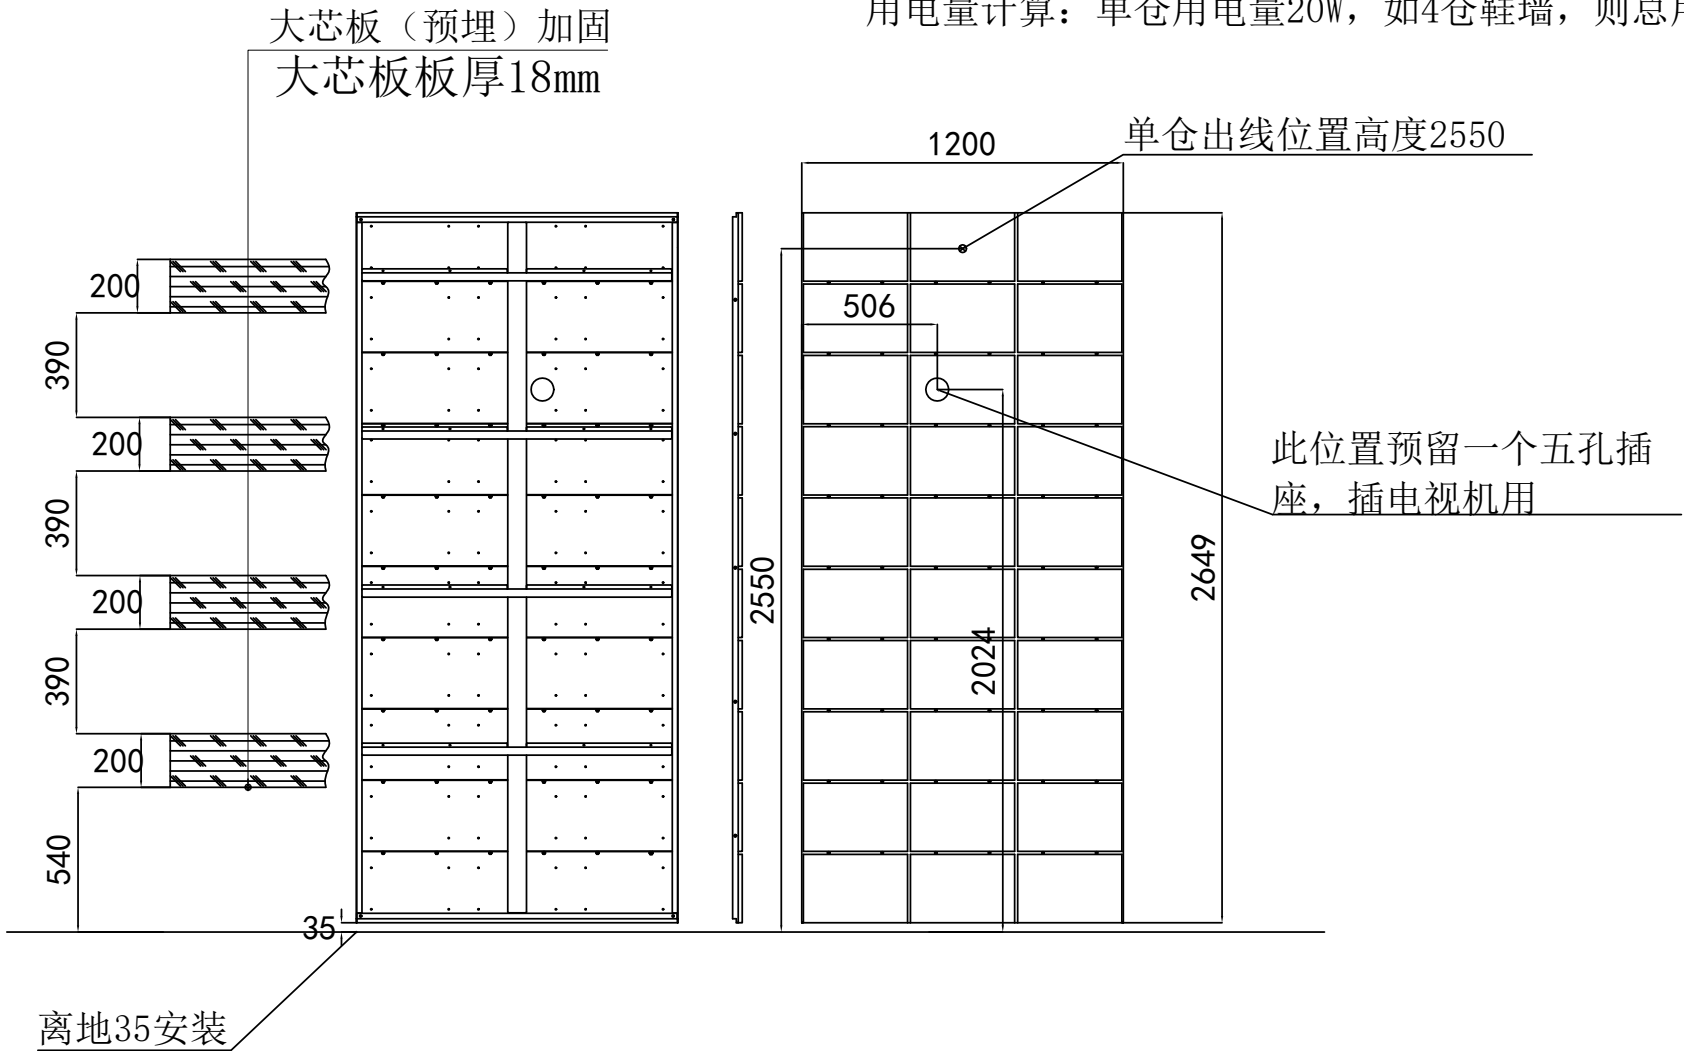 用电量计算：单仓用电量20W，如4仓鞋墙，则总
大芯板（预埋）加固
大芯板板厚18mm
单仓出线位置高度2550
1200
200
506
390
200
此位置预留一个五孔插
座，插电视机用
390
2550
2649
200
2024
390
200
540
35
离地35安装